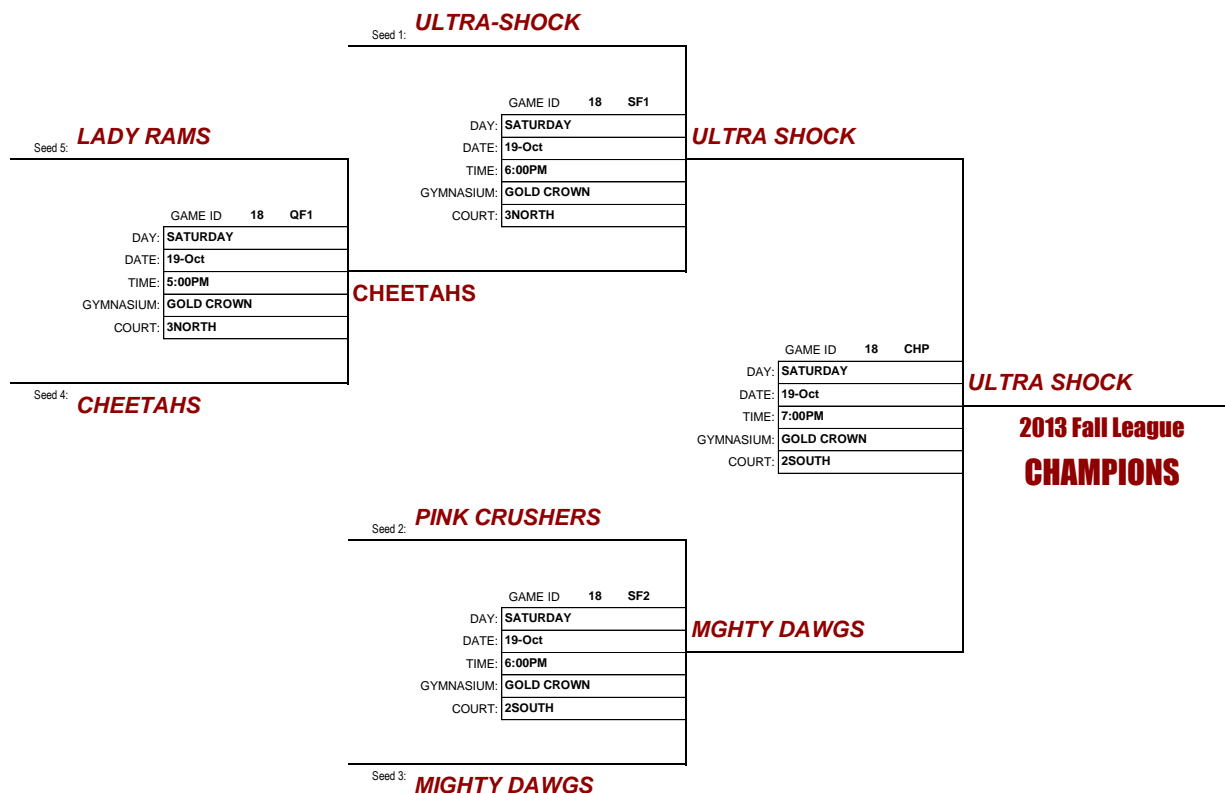 Seed 1: ULTRA-SHOCK
GAME ID 18 SF1
DAY: SATURDAY
DATE: 19-Oct
TIME: 6:00PM
GYMNASIUM: GOLD CROWN
COURT: 3NORTH
ULTRA SHOCK
Seed 5: LADY RAMS
GAME ID 18 QF1
DAY: SATURDAY
DATE: 19-Oct
TIME: 5:00PM
GYMNASIUM: GOLD CROWN
COURT: 3NORTH
CHEETAHS
Seed 4: CHEETAHS
GAME ID 18 CHP
DAY: SATURDAY
DATE: 19-Oct
TIME: 7:00PM
GYMNASIUM: GOLD CROWN
COURT: 2SOUTH
ULTRA SHOCK
2013 Fall League
CHAMPIONS
Seed 2: PINK CRUSHERS
GAME ID 18 SF2
DAY: SATURDAY
DATE: 19-Oct
TIME: 6:00PM
GYMNASIUM: GOLD CROWN
COURT: 2SOUTH
MGHTY DAWGS
Seed 3: MIGHTY DAWGS